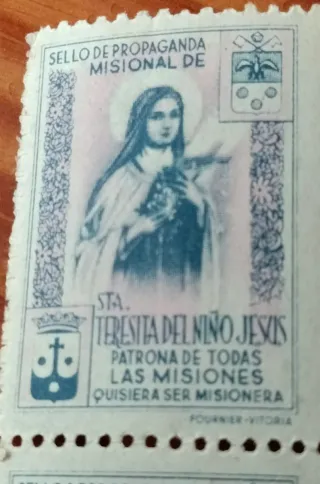 SELLO DE PROPAGANDA
MISIONAL DE
STA.
TERESITA DEL NIÑO JESUS
PATRONA DE TODAS
LAS MISIONES
QUISIERA SER MISIONERA
FOURNIER-VITORIA